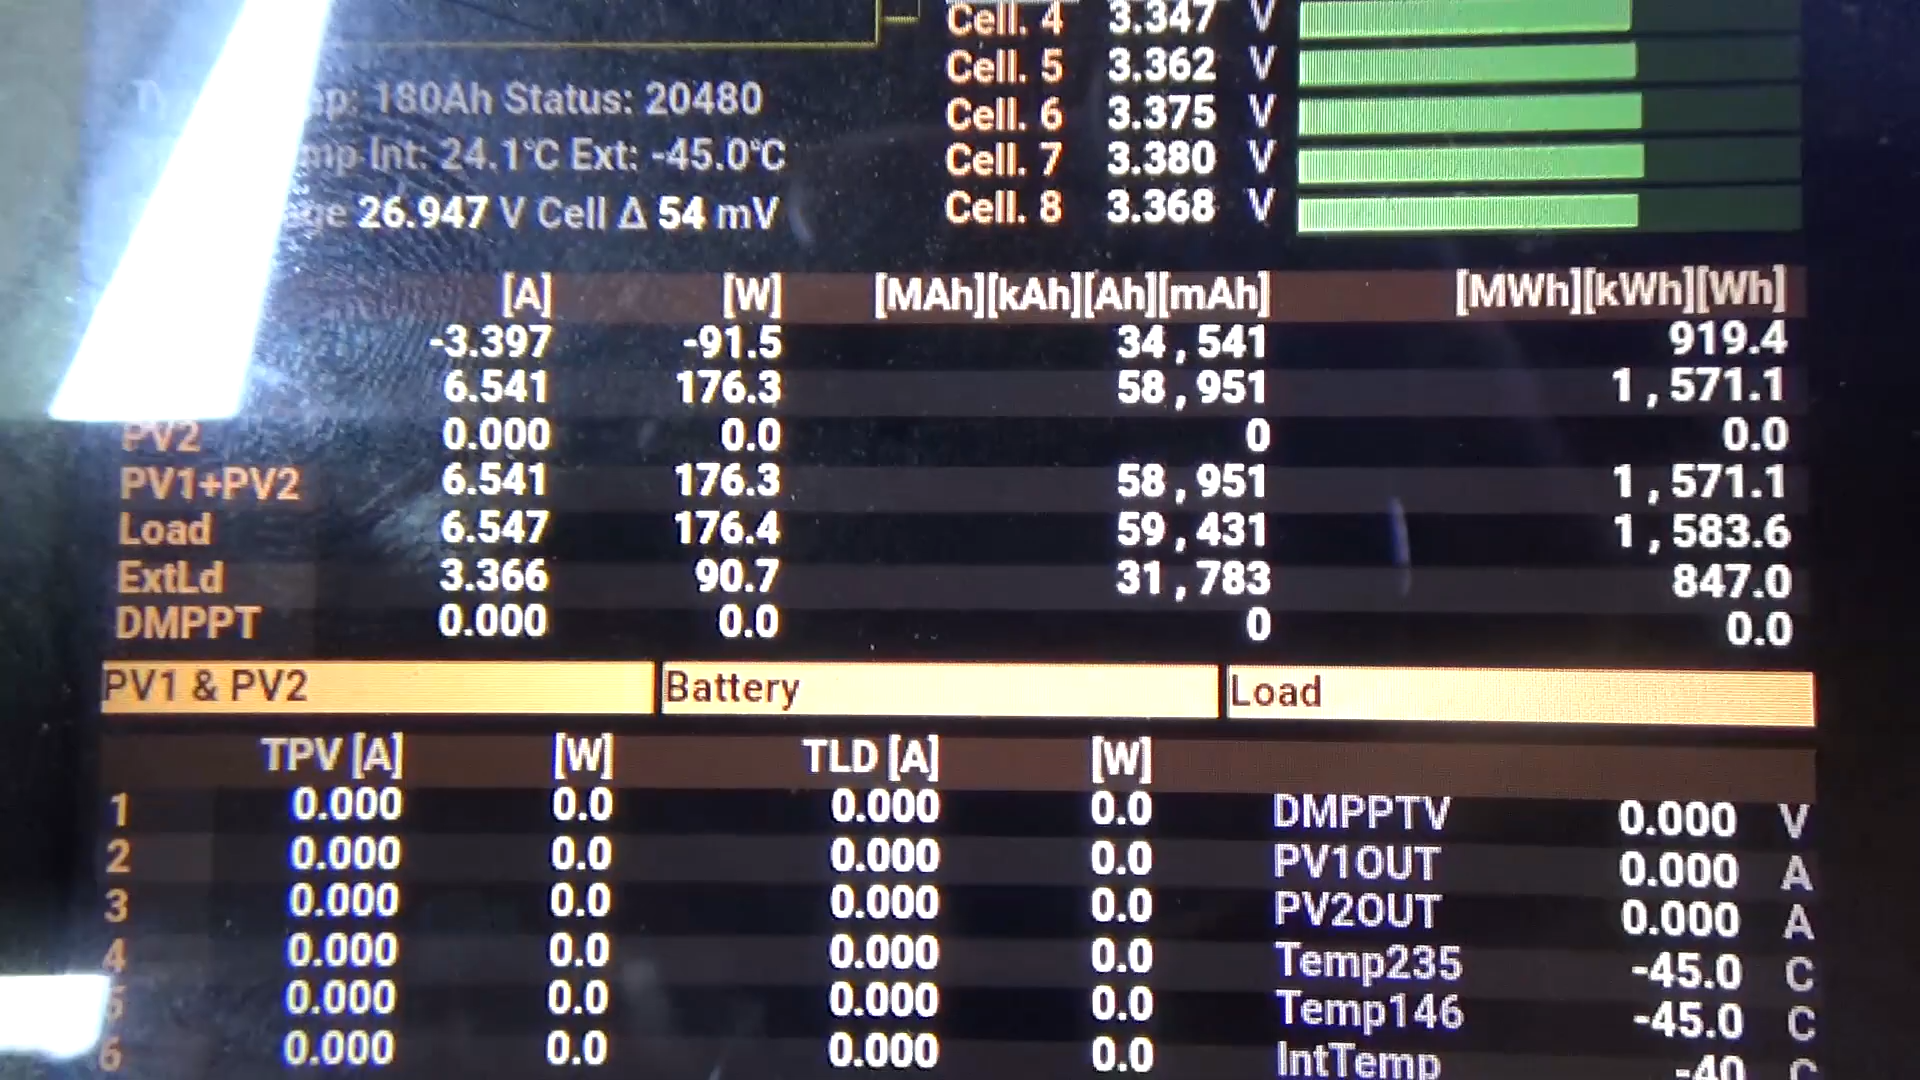 Cell. 4 3.347 V
Cell. 5 3.362 V
180Ah Status: 20480
Cell. 6 3.375 V
Int: 24.1°C Ext: -45.0°C
Cell. 7 3.380 V
26.947 V Cell Δ 54 mV
Cell. 8 3.368 V
[A] [W] [MAh][kAh][Ah][mAh] [MWh][kWh][Wh]
-3.397 -91.5 34,541 919.4
6.541 176.3 58,951 1,571.1
PV2 0.000 0.0 0 0.0
PV1+PV2 6.541 176.3 58,951 1,571.1
Load 6.547 176.4 59,431 1,583.6
ExtLd 3.366 90.7 31,783 847.0
DMPPT 0.000 0.0 0 0.0
PV1 & PV2 Battery Load
TPV [A] [W] TLD [A] [W]
1 0.000 0.0 0.000 0.0 DMPPTV 0.000 V
2 0.000 0.0 0.000 0.0 PV1OUT 0.000 A
3 0.000 0.0 0.000 0.0 PV2OUT 0.000 A
4 0.000 0.0 0.000 0.0 Temp235 -45.0 C
5 0.000 0.0 0.000 0.0 Temp146 -45.0 C
6 0.000 0.0 0.000 0.0 IntTemp -40 C